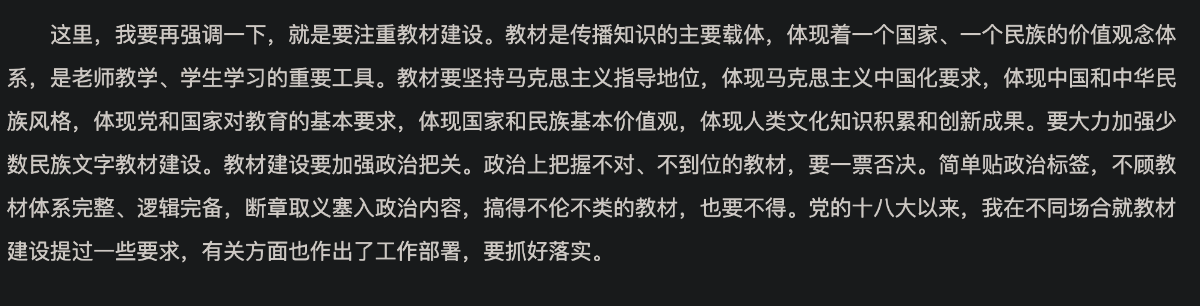 这里，我要再强调一下，就是要注重教材建设。教材是传播知识的主要载体，体现着一个国家、一个民族的价值观念体
系，是老师教学、学生学习的重要工具。教材要坚持马克思主义指导地位，体现马克思主义中国化要求，体现中国和中华民
族风格，体现党和国家对教育的基本要求，体现国家和民族基本价值观，体现人类文化知识积累和创新成果。要大力加强少
数民族文字教材建设。教材建设要加强政治把关。政治上把握不对、不到位的教材，要一票否决。简单贴政治标签，不顾教
材体系完整、逻辑完备，断章取义塞入政治内容，搞得不伦不类的教材，也要不得。党的十八大以来，我在不同场合就教材
建设提过一些要求，有关方面也作出了工作部署，要抓好落实。